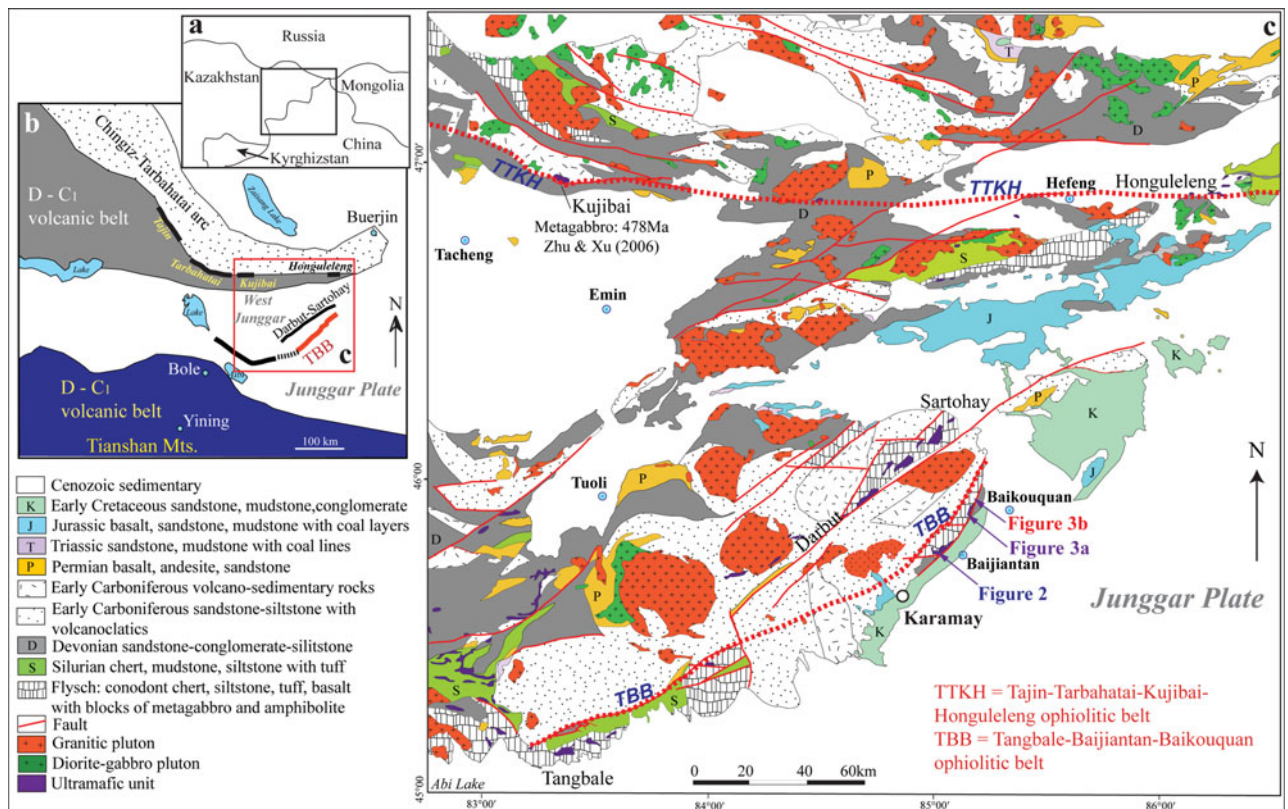 a
Russia
Kazakhstan
Mongolia
China
Kyrghizstan
b
Chingiz-Tarbahatai arc
D - C1
volcanic belt
Zaisang Lake
Buerjin
Tajin
Tarbahatai
Kujibai
Honguleleng
Lake
Lake
West
Junggar
Darbut-Sartohay
TBB
N
c
Bole
Junggar Plate
D - C1
volcanic belt
Yining
Tianshan Mts.
100 km
Cenozoic sedimentary
K Early Cretaceous sandstone, mudstone,conglomerate
J Jurassic basalt, sandstone, mudstone with coal layers
T Triassic sandstone, mudstone with coal lines
P Permian basalt, andesite, sandstone
Early Carboniferous volcano-sedimentary rocks
Early Carboniferous sandstone-siltstone with
volcanoclatics
D Devonian sandstone-conglomerate-silitstone
S Silurian chert, mudstone, siltstone with tuff
Flysch: conodont chert, siltstone, tuff, basalt
with blocks of metagabbro and amphibolite
Fault
Granitic pluton
Diorite-gabbro pluton
Ultramafic unit
c
T
P
S
D
47°00'
TTKH
P
TTKH
Hefeng
Honguleleng
Kujibai
Metagabbro: 478Ma
Zhu & Xu (2006)
D
Tacheng
S
Emin
J
K
Sartohay
P
K
N
46°00'
Tuoli
P
J
Baikouquan
Darbut
TBB
Figure 3b
Figure 3a
D
Baijiantan
P
Figure 2
Junggar Plate
Karamay
K
S
TBB
S
TTKH = Tajin-Tarbahatai-Kujibai-
Honguleleng ophiolitic belt
TBB = Tangbale-Baijiantan-Baikouquan
ophiolitic belt
Tangbale
Abi Lake
0 20 40 60km
45°00'
83°00' 84°00' 85°00' 86°00'